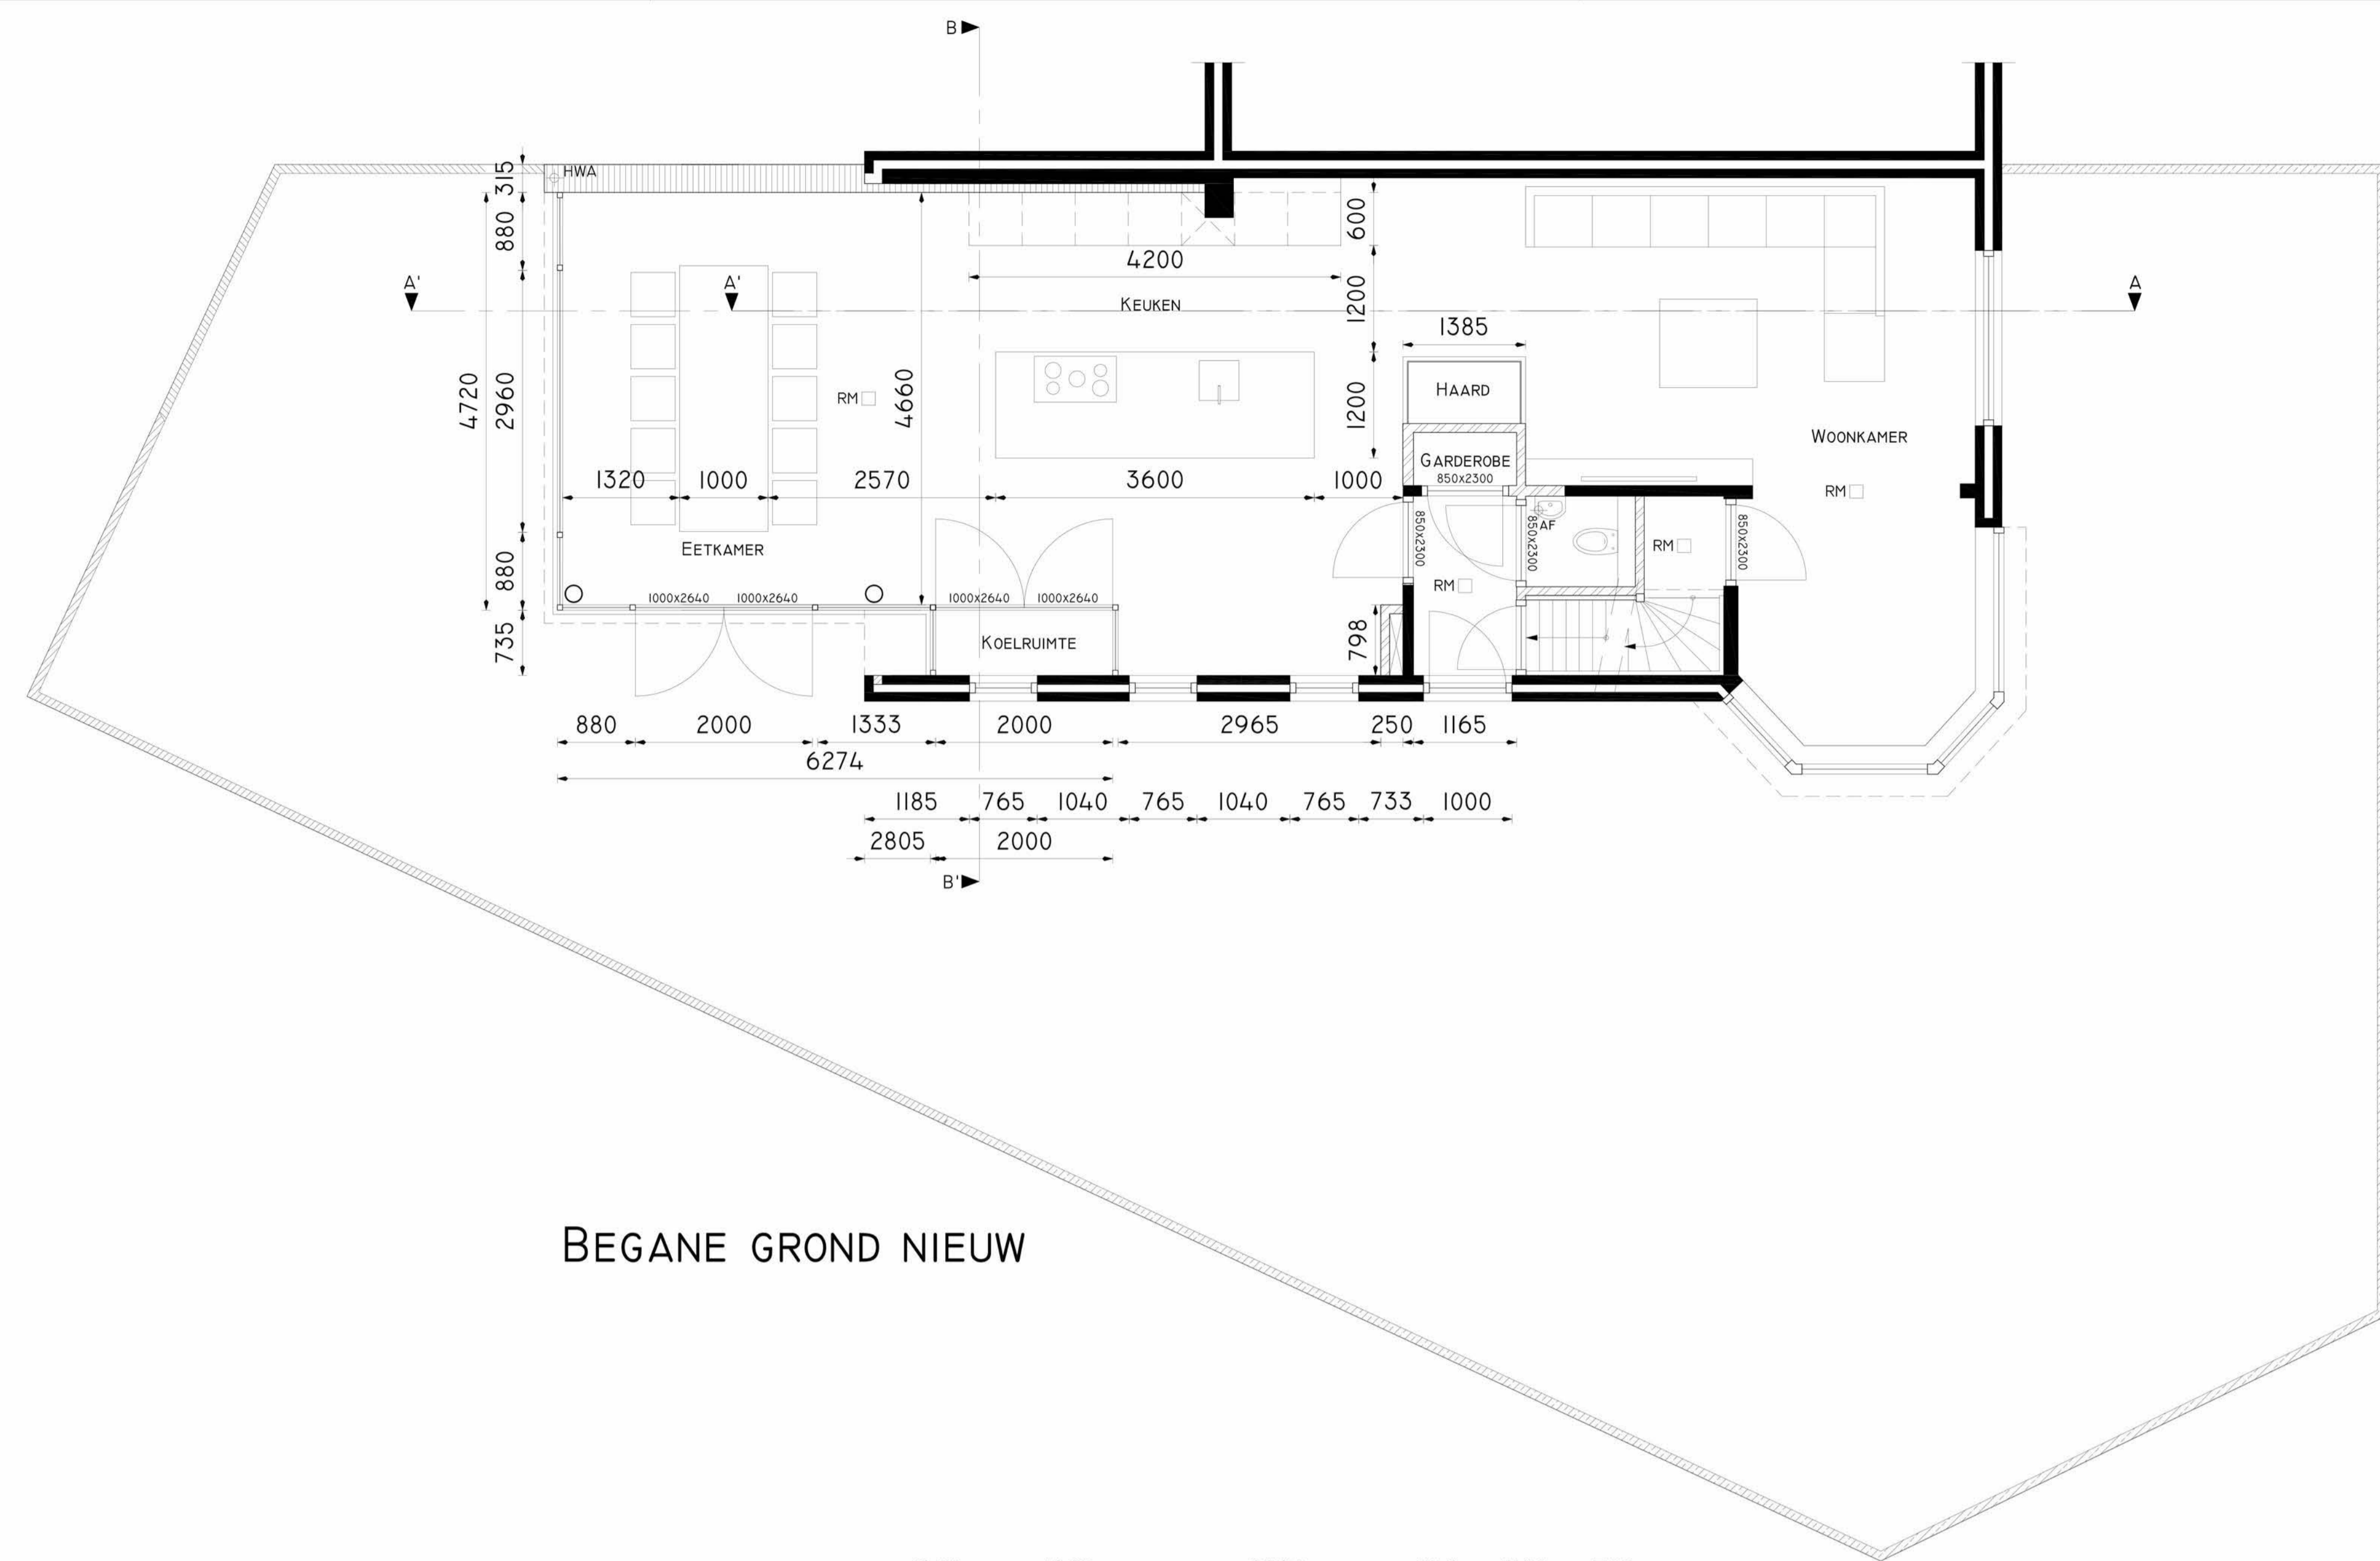 B
315
HWA
880
600
4200
A'
A'
A
KEUKEN
1200
1385
4720
2960
RM
4660
1200
HAARD
WOONKAMER
1320
1000
2570
3600
1000
GARDEROBE
850x2300
RM
850x2300
850x2300
AF
850x2300
EETKAMER
RM
880
RM
1000x2640
1000x2640
1000x2640
1000x2640
735
KOELRUIMTE
798
880
2000
1333
2000
2965
250
1165
6274
1185
765
1040
765
1040
765
733
1000
2805
2000
B'
BEGANE GROND NIEUW